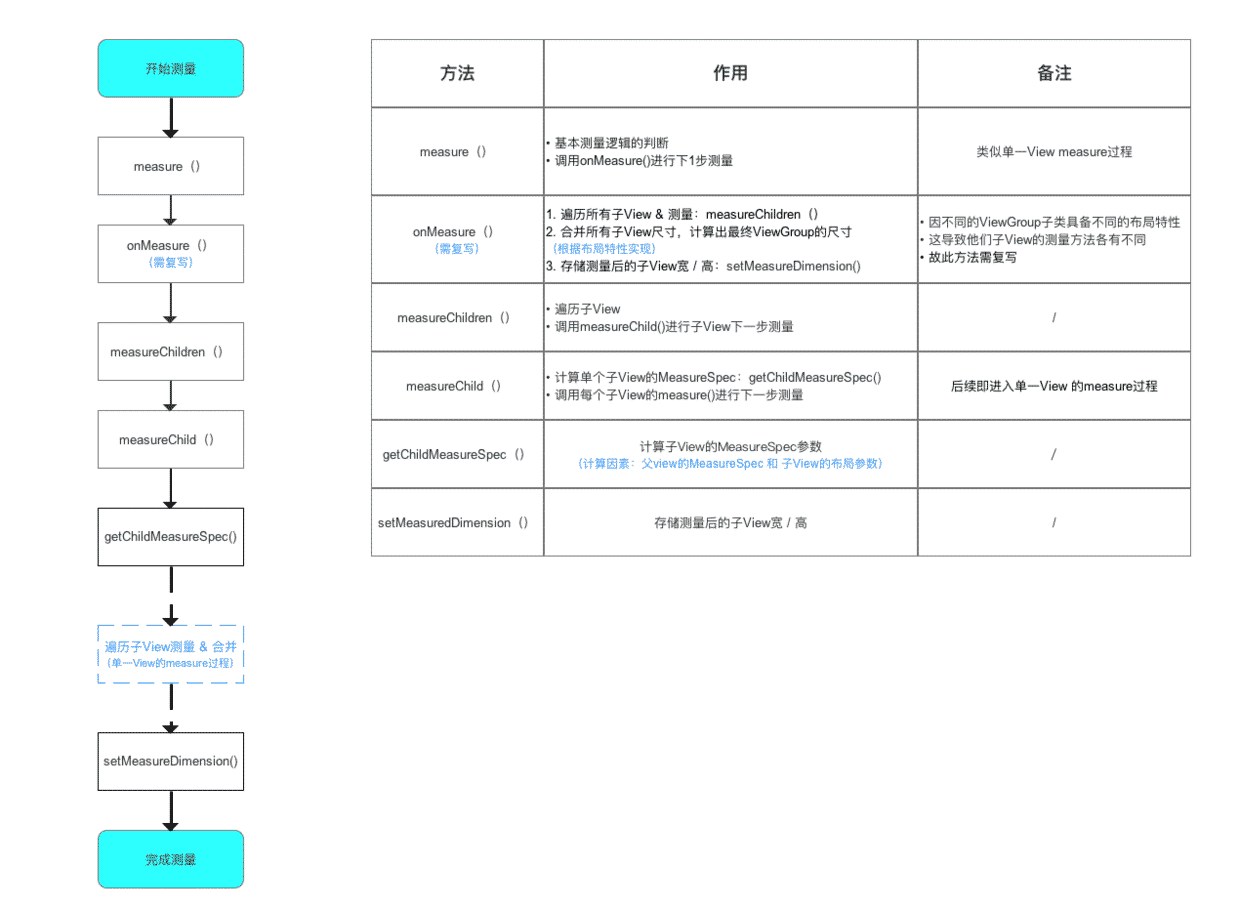 开始测量
measure（）
onMeasure（）
（需复写）
measureChildren（）
measureChild（）
getChildMeasureSpec()
遍历子View测量 & 合并
（单一View的measure过程）
setMeasureDimension()
完成测量
方法
作用
备注
measure（）
• 基本测量逻辑的判断
• 调用onMeasure()进行下1步测量
类似单一View measure过程
onMeasure（）
（需复写）
1. 遍历所有子View & 测量：measureChildren（）
2. 合并所有子View尺寸，计算出最终ViewGroup的尺寸
（根据布局特性实现）
3. 存储测量后的子View宽 / 高：setMeasureDimension()
• 因不同的ViewGroup子类具备不同的布局特性
• 这导致他们子View的测量方法各有不同
• 故此方法需复写
measureChildren（）
• 遍历子View
• 调用measureChild()进行子View下一步测量
/
measureChild（）
• 计算单个子View的MeasureSpec：getChildMeasureSpec()
• 调用每个子View的measure()进行下一步测量
后续即进入单一View 的measure过程
getChildMeasureSpec（）
计算子View的MeasureSpec参数
（计算因素：父view的MeasureSpec 和 子View的布局参数）
/
setMeasuredDimension（）
存储测量后的子View宽 / 高
/